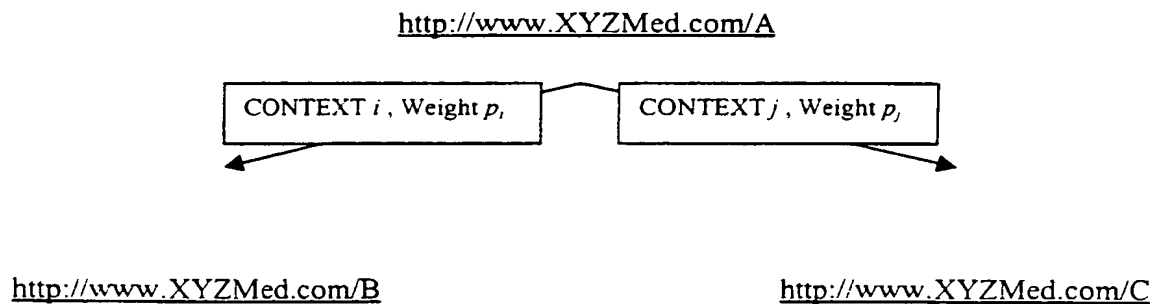 http://www.XYZMed.com/A
CONTEXT i , Weight pᵢ
CONTEXT j , Weight pⱼ
http://www.XYZMed.com/B
http://www.XYZMed.com/C